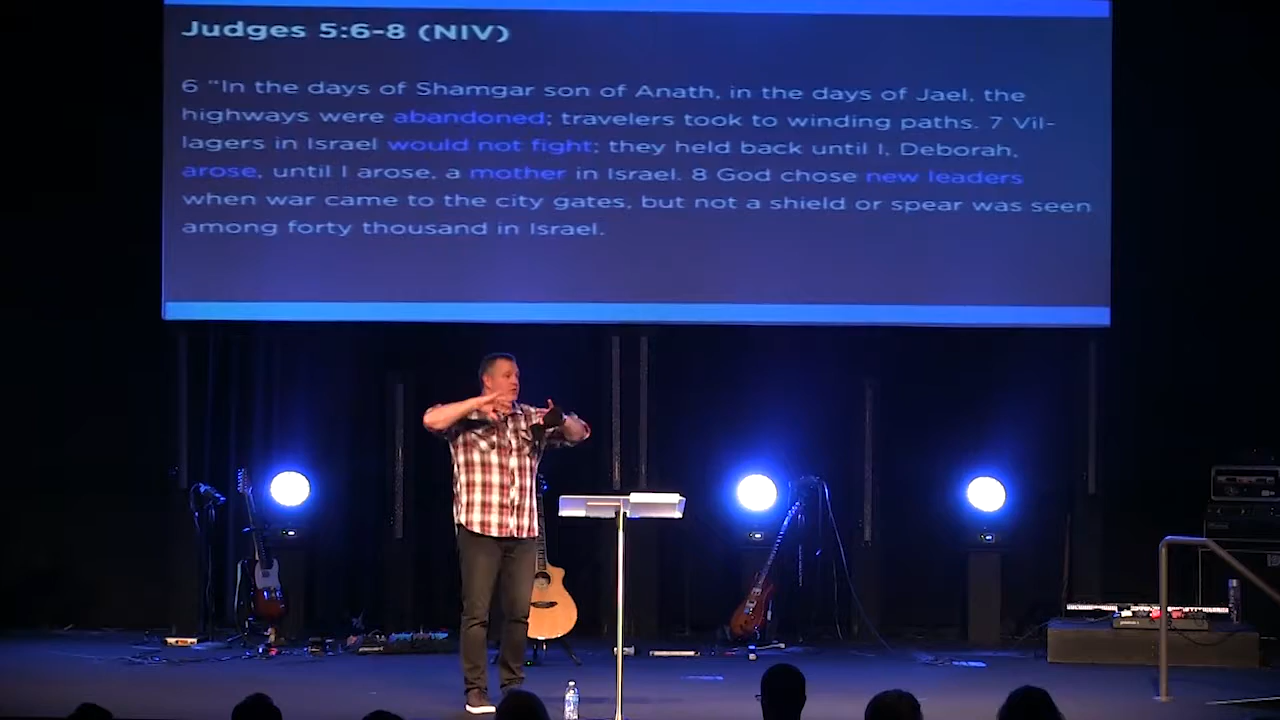 Judges 5:6-8 (NIV)
6 "In the days of Shamgar son of Anath, in the days of Jael, the
highways were abandoned; travelers took to winding paths. 7 Vil-
lagers in Israel would not fight; they held back until I, Deborah,
arose, until I arose, a mother in Israel. 8 God chose new leaders
when war came to the city gates, but not a shield or spear was seen
among forty thousand in Israel.